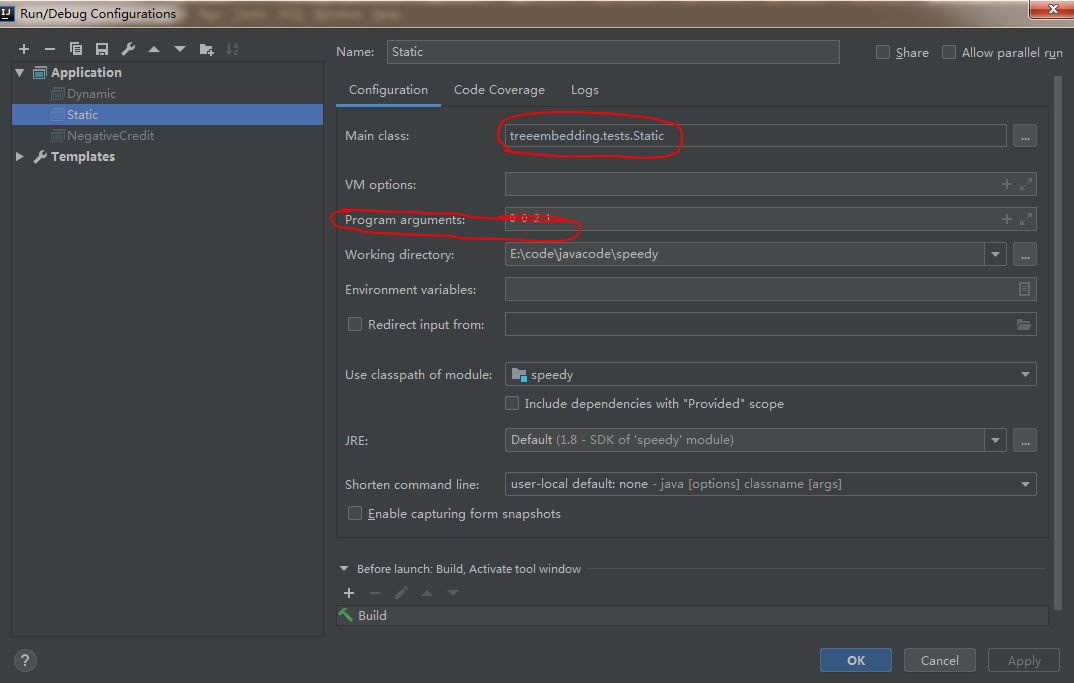 Run/Debug Configurations
Name: Static Share Allow parallel run
Application
Dynamic
Static
NegativeCredit
Templates
Configuration Code Coverage Logs
Main class: treeembedding.tests.Static ...
VM options:
Program arguments:
Working directory: E:\code\javacode\speedy ...
Environment variables:
Redirect input from:
Use classpath of module: speedy
Include dependencies with "Provided" scope
JRE: Default (1.8 - SDK of 'speedy' module) ...
Shorten command line: user-local default: none - java [options] classname [args]
Enable capturing form snapshots
Before launch: Build, Activate tool window
Build
? OK Cancel Apply